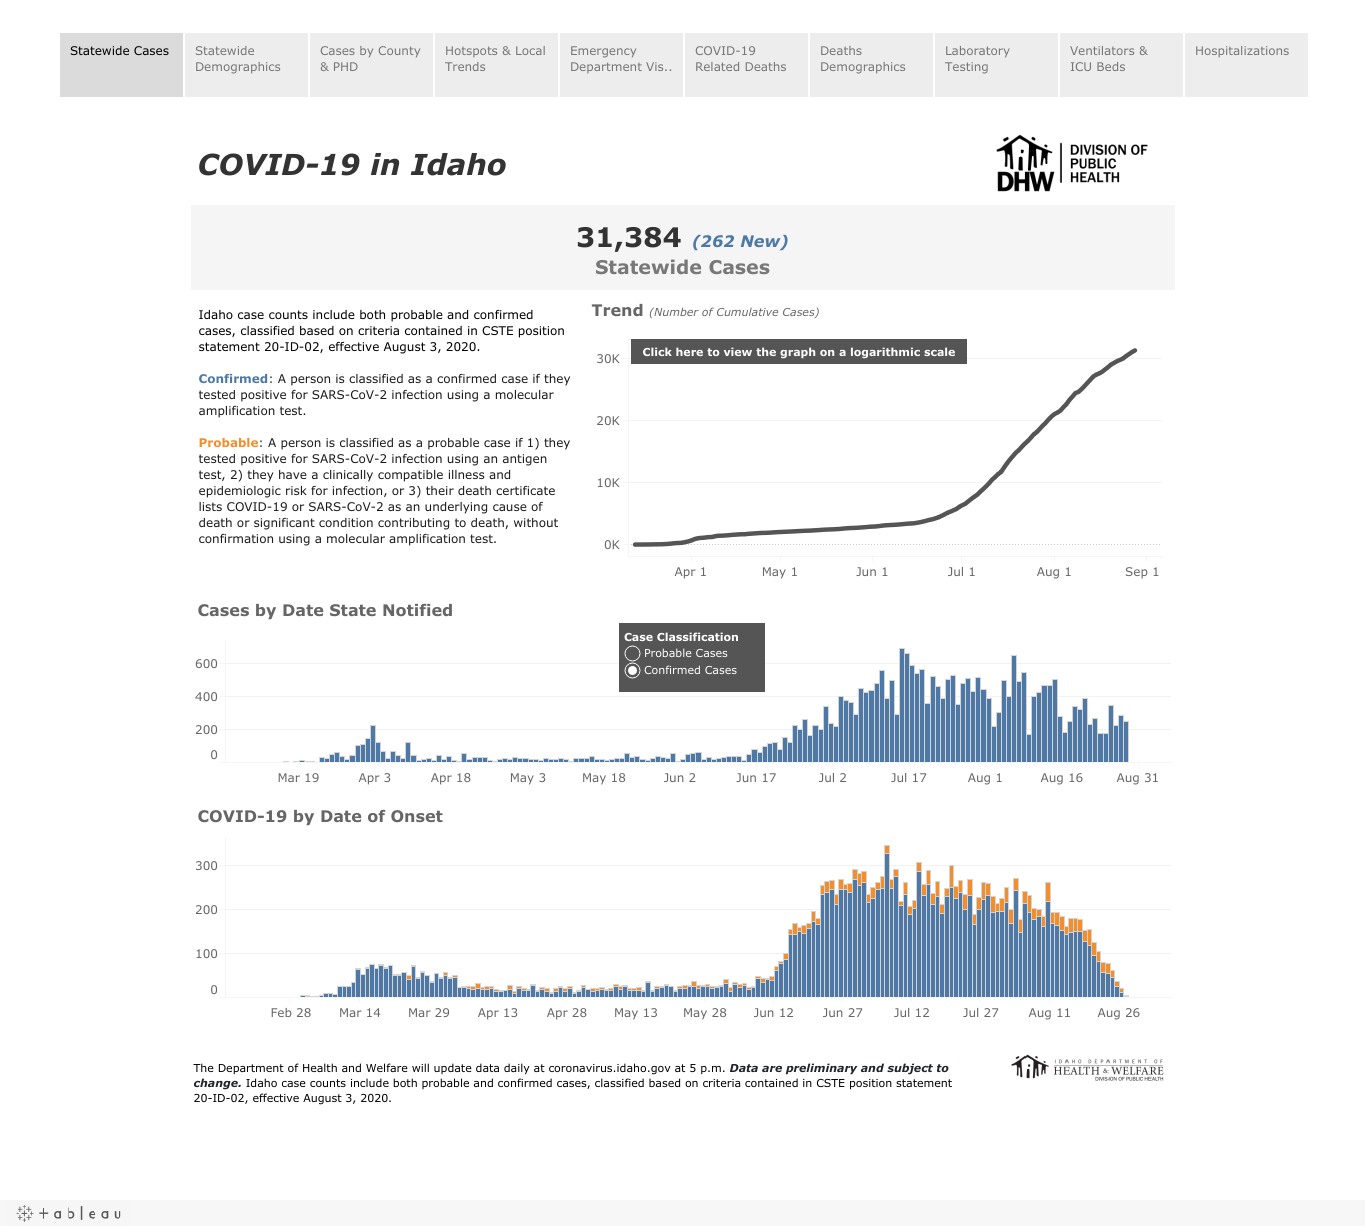 Statewide Cases
Statewide Demographics
Cases by County & PHD
Hotspots & Local Trends
Emergency Department Vis..
COVID-19 Related Deaths
Deaths Demographics
Laboratory Testing
Ventilators & ICU Beds
Hospitalizations
COVID-19 in Idaho
DHW
DIVISION OF
PUBLIC
HEALTH
31,384 (262 New)
Statewide Cases
Idaho case counts include both probable and confirmed
cases, classified based on criteria contained in CSTE position
statement 20-ID-02, effective August 3, 2020.
Confirmed: A person is classified as a confirmed case if they
tested positive for SARS-CoV-2 infection using a molecular
amplification test.
Probable: A person is classified as a probable case if 1) they
tested positive for SARS-CoV-2 infection using an antigen
test, 2) they have a clinically compatible illness and
epidemiologic risk for infection, or 3) their death certificate
lists COVID-19 or SARS-CoV-2 as an underlying cause of
death or significant condition contributing to death, without
confirmation using a molecular amplification test.
Trend (Number of Cumulative Cases)
Click here to view the graph on a logarithmic scale
30K
20K
10K
0K
Apr 1 May 1 Jun 1 Jul 1 Aug 1 Sep 1
Cases by Date State Notified
Case Classification
Probable Cases
Confirmed Cases
600
400
200
0
Mar 19 Apr 3 Apr 18 May 3 May 18 Jun 2 Jun 17 Jul 2 Jul 17 Aug 1 Aug 16 Aug 31
COVID-19 by Date of Onset
300
200
100
0
Feb 28 Mar 14 Mar 29 Apr 13 Apr 28 May 13 May 28 Jun 12 Jun 27 Jul 12 Jul 27 Aug 11 Aug 26
The Department of Health and Welfare will update data daily at coronavirus.idaho.gov at 5 p.m. Data are preliminary and subject to
change. Idaho case counts include both probable and confirmed cases, classified based on criteria contained in CSTE position statement
20-ID-02, effective August 3, 2020.
IDAHO DEPARTMENT OF
HEALTH & WELFARE
DIVISION OF PUBLIC HEALTH
+ableau